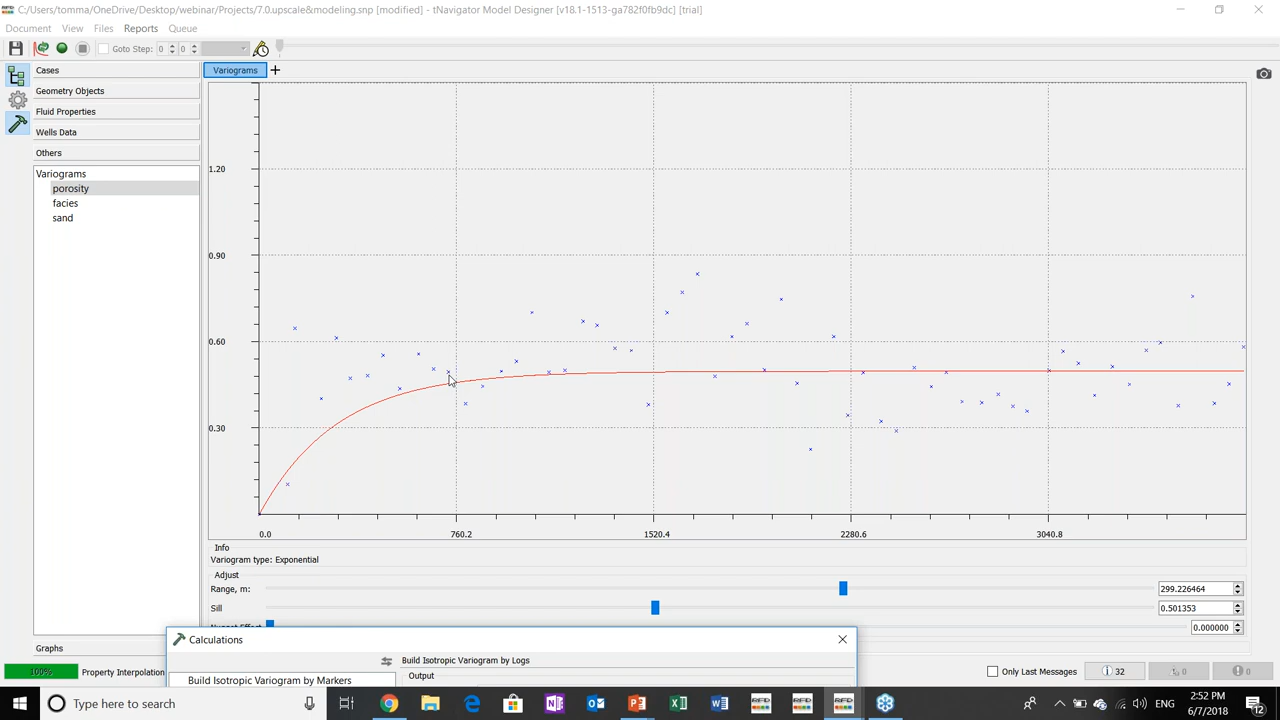 C:/Users/tomma/OneDrive/Desktop/webinar/Projects/7.0.upscale&modeling.snp [modified] - tNavigator Model Designer [v18.1-1513-ga782f0fb9dc] [trial]
Document View Files Reports Queue
Goto Step: 0 0
Cases
Variograms
Geometry Objects
Fluid Properties
Wells Data
Others
Variograms
porosity
facies
sand
1.20
0.90
0.60
0.30
0.0 760.2 1520.4 2280.6 3040.8
Info
Variogram type: Exponential
Adjust
Range, m: 299.226464
Sill 0.501353
Nugget Effect 0.000000
Calculations
Graphs
Build Isotropic Variogram by Logs
100% Property Interpolation
Output
Only Last Messages 32 0 0
Build Isotropic Variogram by Markers
Type here to search
ENG
2:52 PM
6/7/2018
12